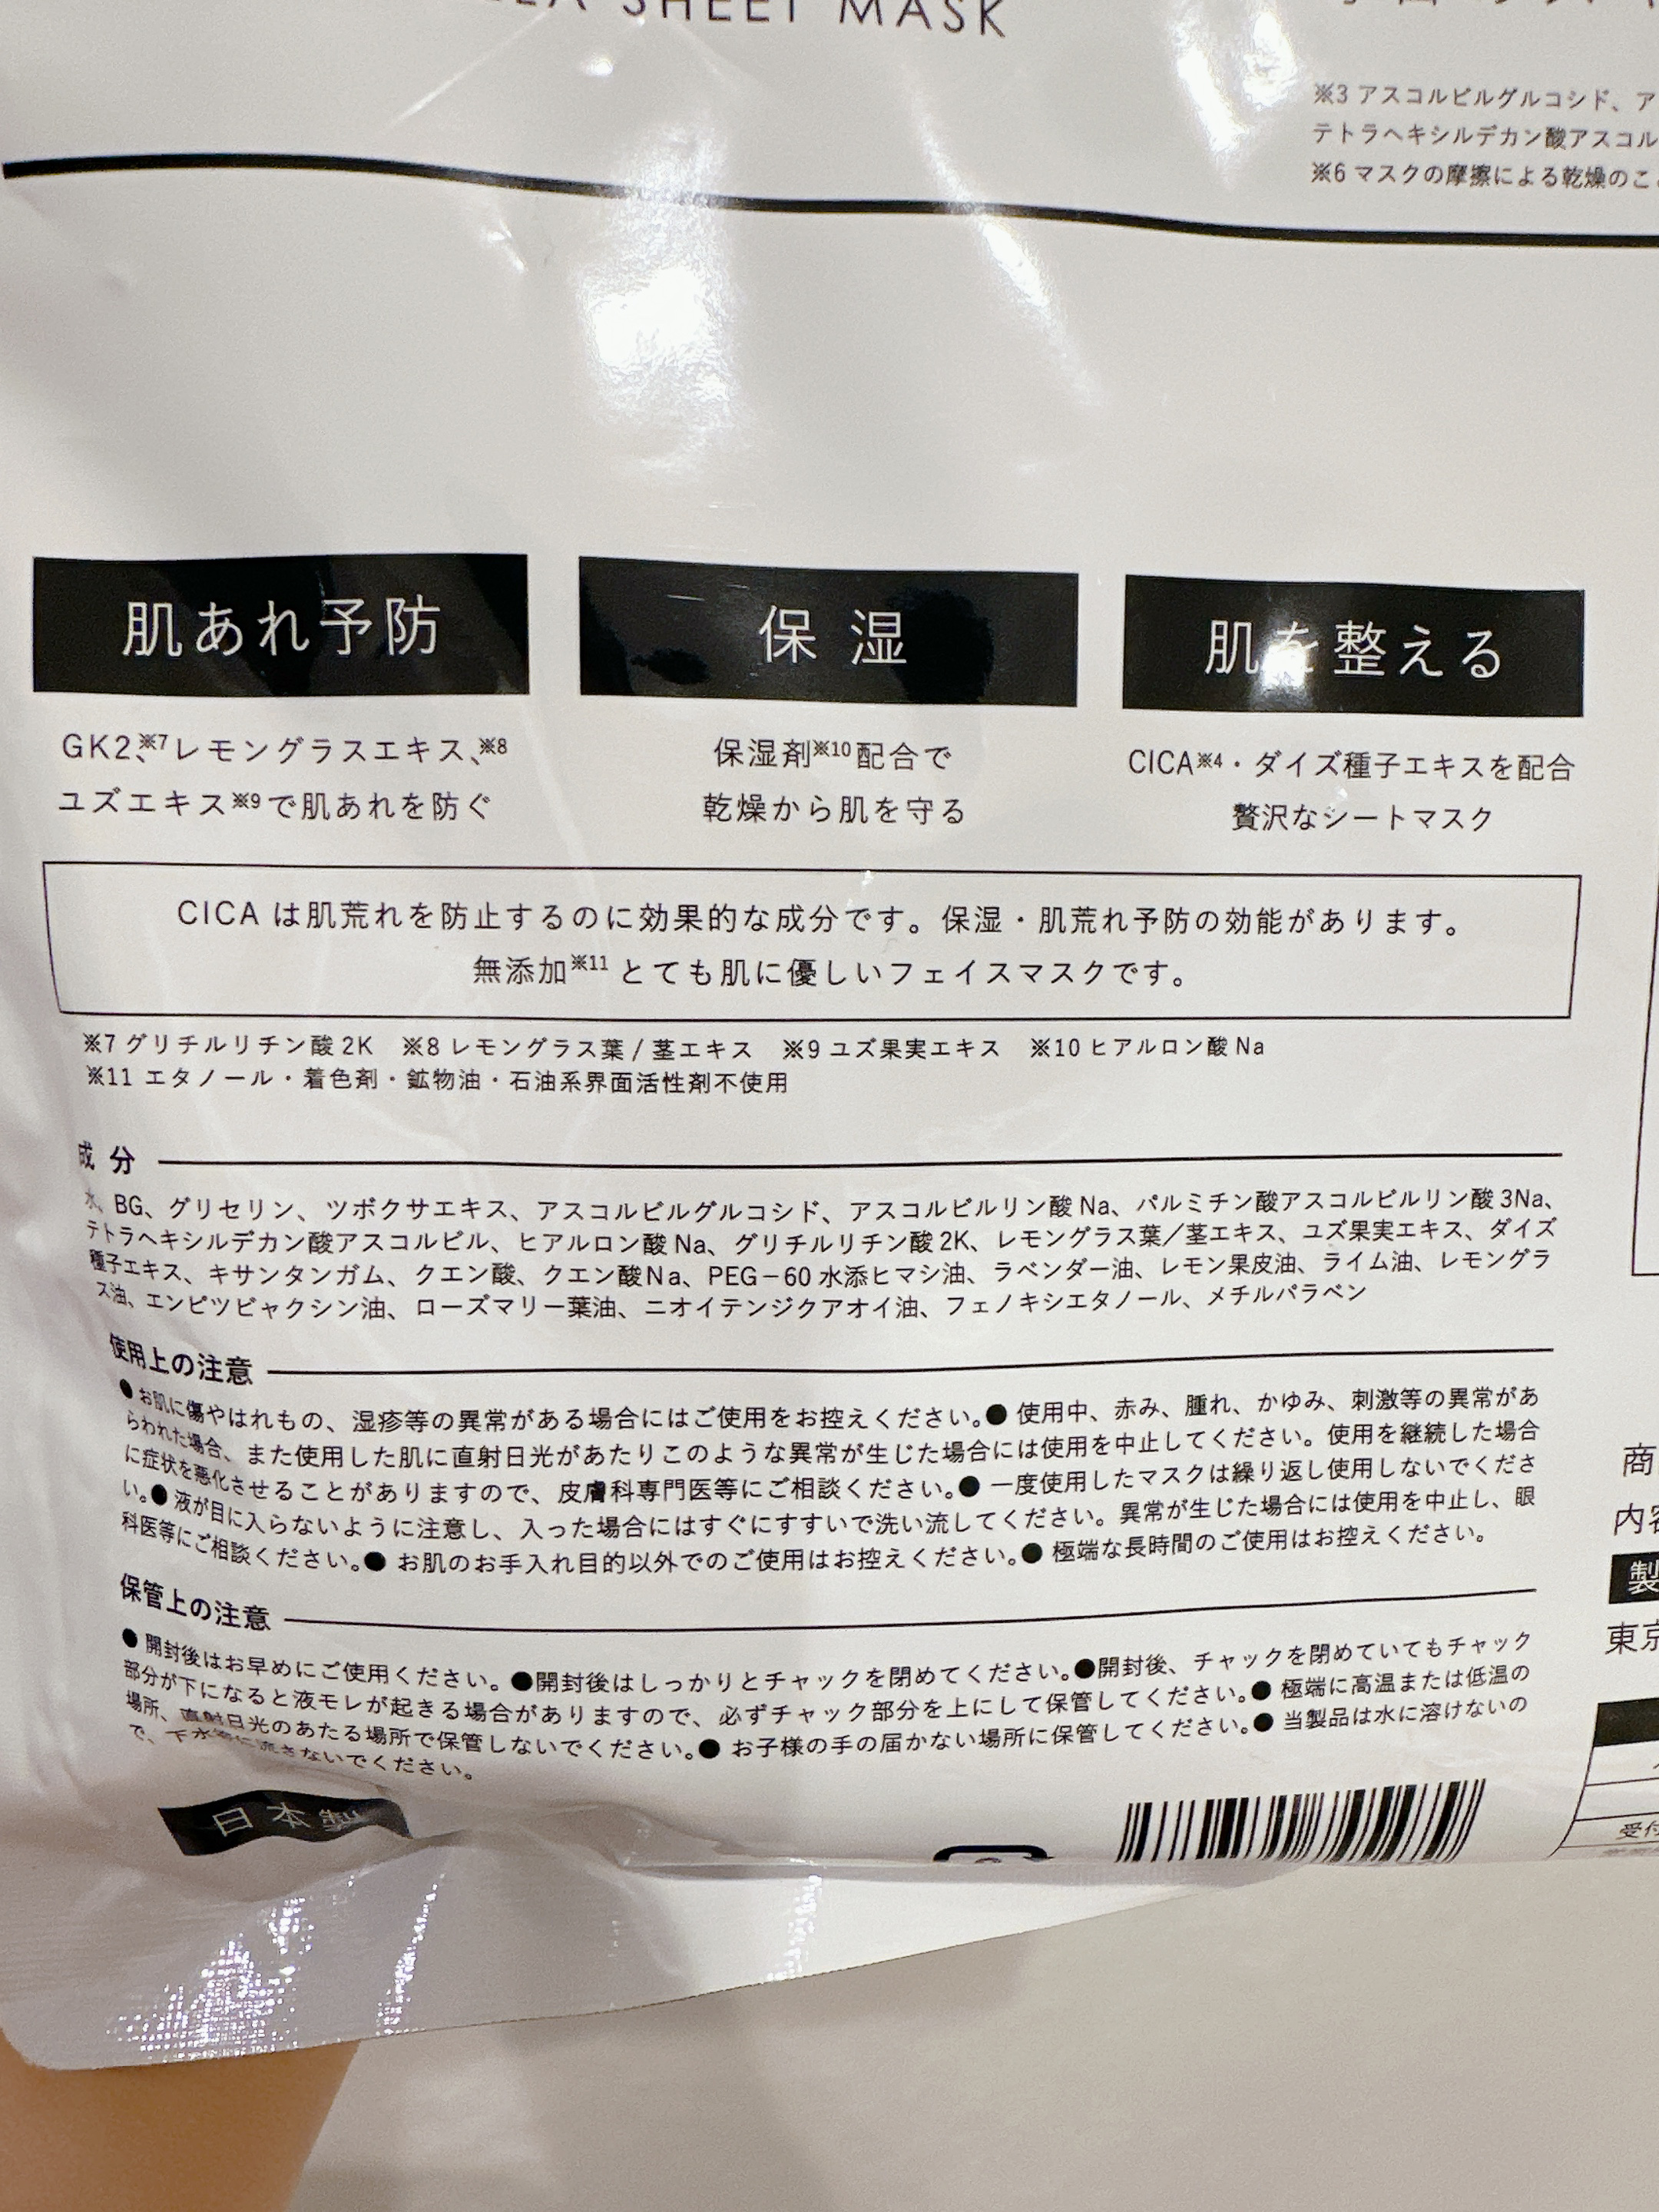 SHEET MASK
※3 アスコルビルグルコシド、ア
テトラヘキシルデカン酸アスコル
※6 マスクの摩擦による乾燥のこ
肌あれ予防
GK2、※7レモングラスエキス、※8
ユズエキス※9で肌あれを防ぐ
保湿
保湿剤※10配合で
乾燥から肌を守る
肌を整える
CICA※4・ダイズ種子エキスを配合
贅沢なシートマスク
CICA は肌荒れを防止するのに効果的な成分です。保湿・肌荒れ予防の効能があります。
無添加※11 とても肌に優しいフェイスマスクです。
※7 グリチルリチン酸 2K ※8 レモングラス葉 / 茎エキス ※9 ユズ果実エキス ※10 ヒアルロン酸 Na
※11 エタノール・着色剤・鉱物油・石油系界面活性剤不使用
成 分
水、BG、グリセリン、ツボクサエキス、アスコルビルグルコシド、アスコルビルリン酸 Na、パルミチン酸アスコルビルリン酸 3Na、
テトラヘキシルデカン酸アスコルビル、ヒアルロン酸 Na、グリチルリチン酸 2K、レモングラス葉／茎エキス、ユズ果実エキス、ダイズ
種子エキス、キサンタンガム、クエン酸、クエン酸Na、PEG－60 水添ヒマシ油、ラベンダー油、レモン果皮油、ライム油、レモングラ
ス油、エンピツビャクシン油、ローズマリー葉油、ニオイテンジクアオイ油、フェノキシエタノール、メチルパラベン
使用上の注意
●お肌に傷やはれもの、湿疹等の異常がある場合にはご使用をお控えください。● 使用中、赤み、腫れ、かゆみ、刺激等の異常があ
らわれた場合、また使用した肌に直射日光があたりこのような異常が生じた場合には使用を中止してください。使用を継続した場合
に症状を悪化させることがありますので、皮膚科専門医等にご相談ください。● 一度使用したマスクは繰り返し使用しないでくださ
い。● 液が目に入らないように注意し、入った場合にはすぐにすすいで洗い流してください。異常が生じた場合には使用を中止し、眼
科医等にご相談ください。● お肌のお手入れ目的以外でのご使用はお控えください。● 極端な長時間のご使用はお控えください。
保管上の注意
● 開封後はお早めにご使用ください。●開封後はしっかりとチャックを閉めてください。●開封後、チャックを閉めていてもチャック
部分が下になると液モレが起きる場合がありますので、必ずチャック部分を上にして保管してください。● 極端に高温または低温の
場所、直射日光のあたる場所で保管しないでください。● お子様の手の届かない場所に保管してください。● 当製品は水に溶けないの
で、下水等に流さないでください。
日本製
商
内容
製
東京
受付